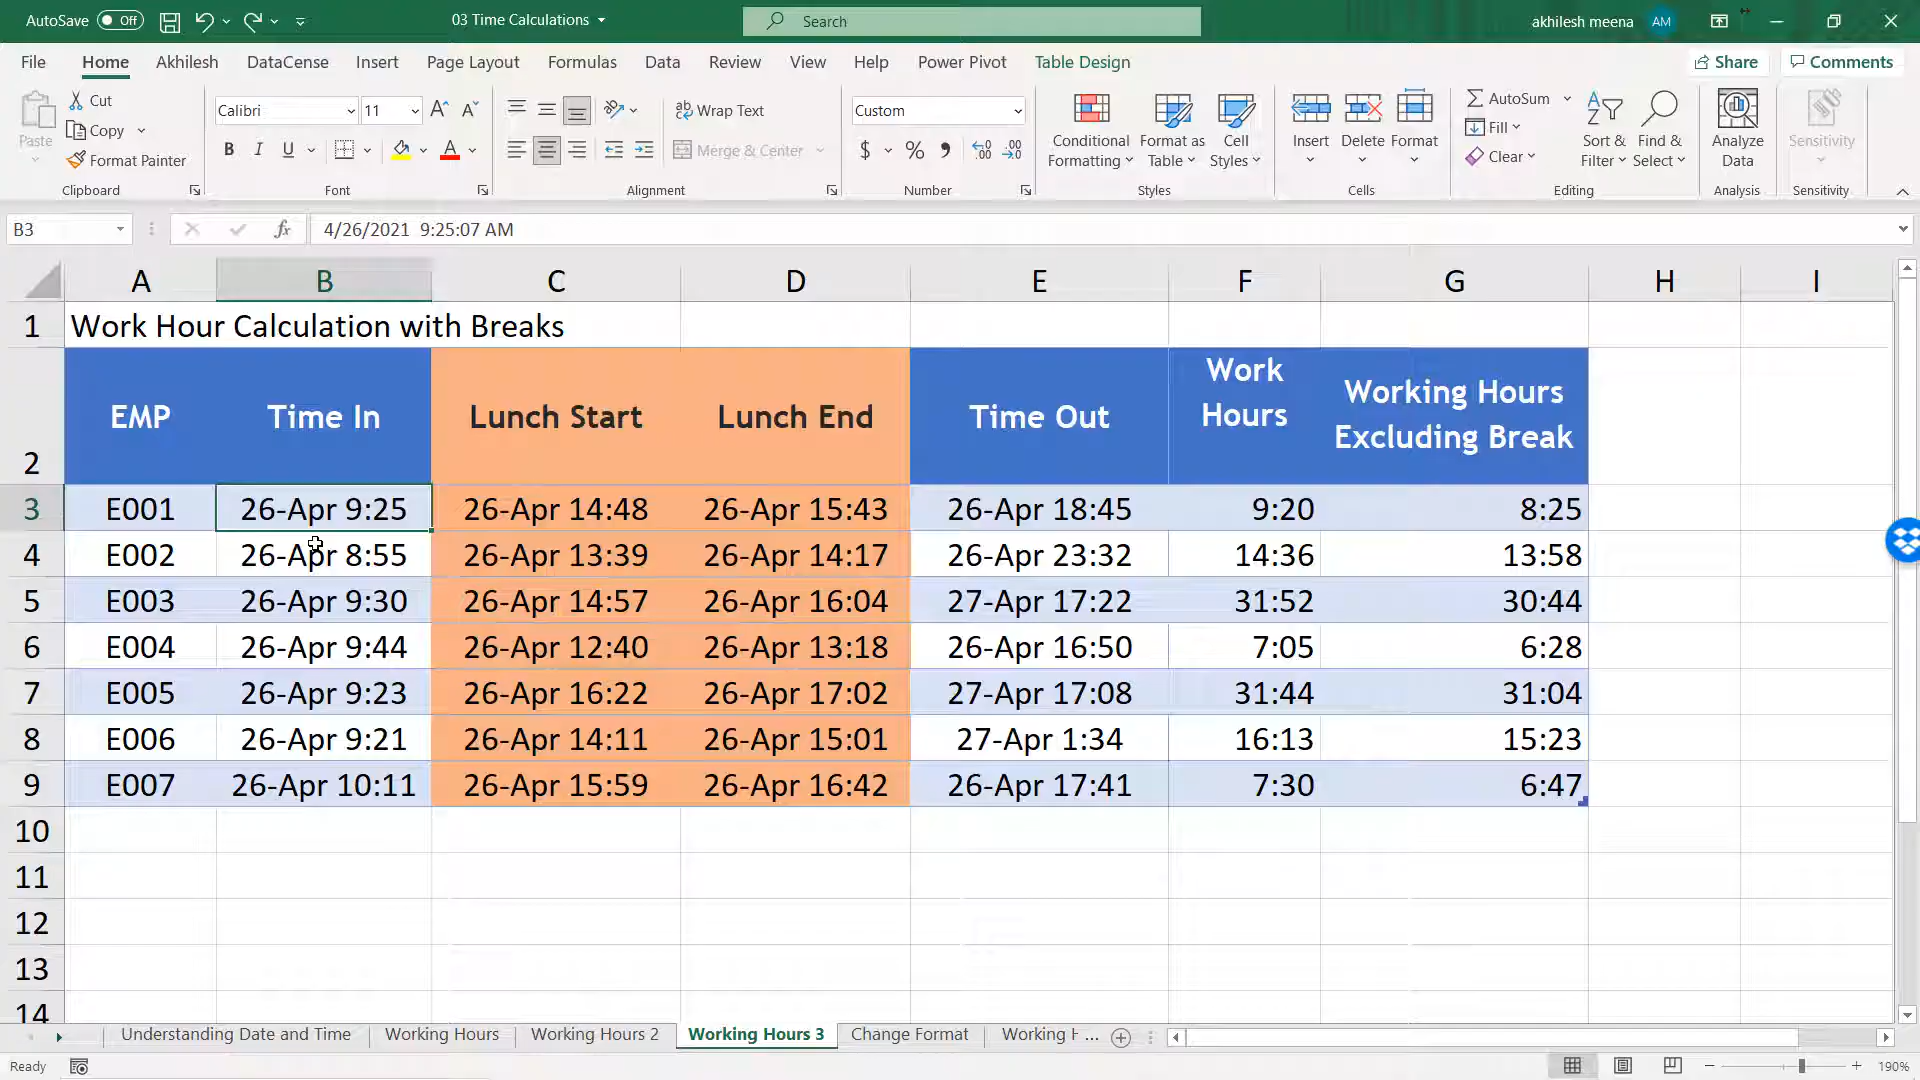 AutoSave Off 03 Time Calculations Search akhilesh meena AM
File Home Akhilesh DataCense Insert Page Layout Formulas Data Review View Help Power Pivot Table Design Share Comments
Paste Cut Calibri 11 Wrap Text Custom Conditional Formatting Format as Table Cell Styles Insert Delete Format AutoSum Sort & Filter Find & Select Analyze Data Sensitivity
Copy Fill
Format Painter B I U A Merge & Center $ % Clear
Clipboard Font Alignment Number Styles Cells Editing Analysis Sensitivity
B3 fx 4/26/2021 9:25:07 AM
A B C D E F G H I
1 Work Hour Calculation with Breaks
2 EMP Time In Lunch Start Lunch End Time Out Work Hours Working Hours Excluding Break
3 E001 26-Apr 9:25 26-Apr 14:48 26-Apr 15:43 26-Apr 18:45 9:20 8:25
4 E002 26-Apr 8:55 26-Apr 13:39 26-Apr 14:17 26-Apr 23:32 14:36 13:58
5 E003 26-Apr 9:30 26-Apr 14:57 26-Apr 16:04 27-Apr 17:22 31:52 30:44
6 E004 26-Apr 9:44 26-Apr 12:40 26-Apr 13:18 26-Apr 16:50 7:05 6:28
7 E005 26-Apr 9:23 26-Apr 16:22 26-Apr 17:02 27-Apr 17:08 31:44 31:04
8 E006 26-Apr 9:21 26-Apr 14:11 26-Apr 15:01 27-Apr 1:34 16:13 15:23
9 E007 26-Apr 10:11 26-Apr 15:59 26-Apr 16:42 26-Apr 17:41 7:30 6:47
10
11
12
13
14
Understanding Date and Time Working Hours Working Hours 2 Working Hours 3 Change Format Working H ...
Ready 190%